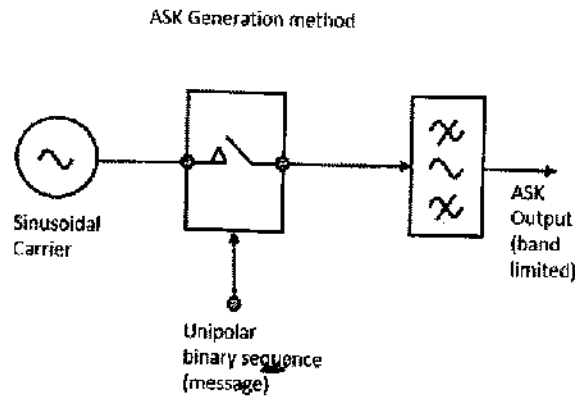 ASK Generation method
Sinusoidal
Carrier
Unipolar
binary sequence
(message)
ASK
Output
(band
limited)